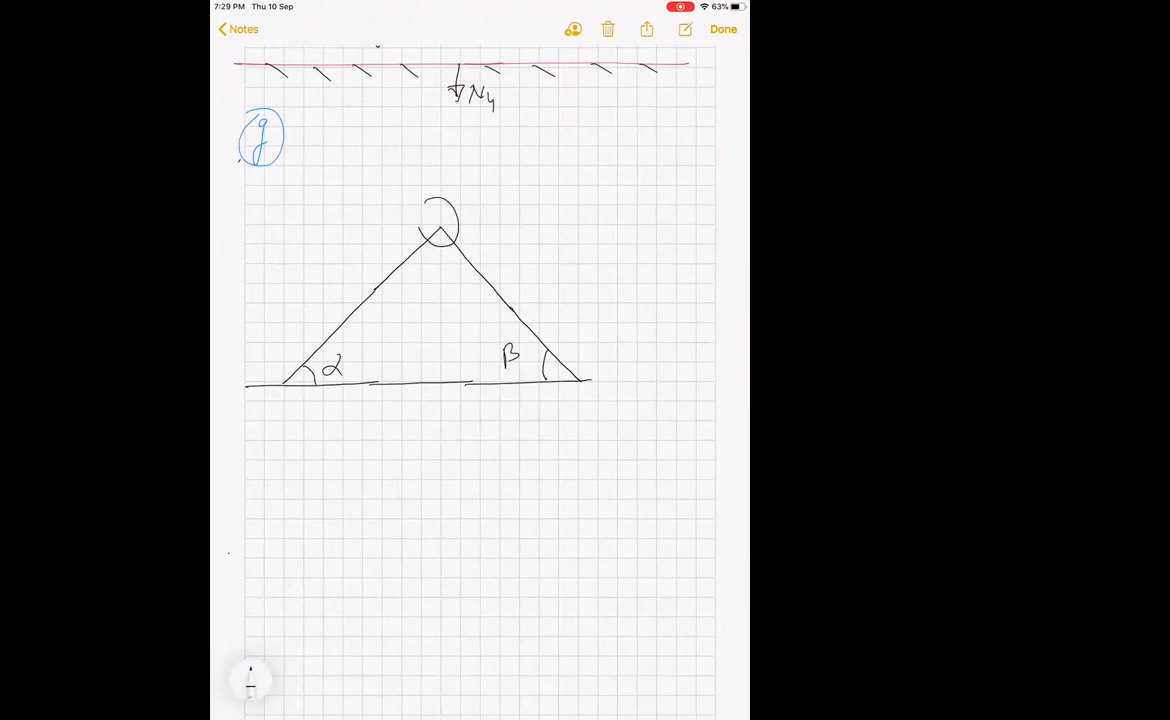 7:29 PM Thu 10 Sep 63%
Notes Done
N4
g
α β